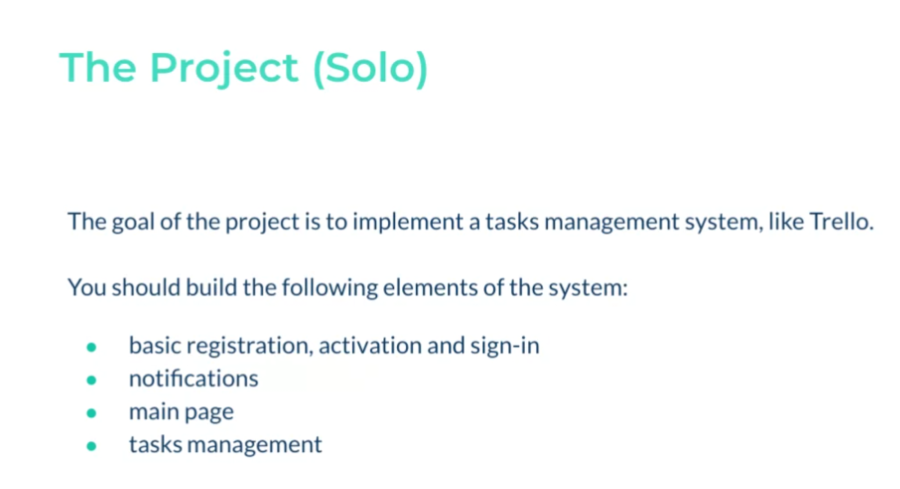 The Project (Solo)
The goal of the project is to implement a tasks management system, like Trello.
You should build the following elements of the system:
● basic registration, activation and sign-in
● notifications
● main page
● tasks management